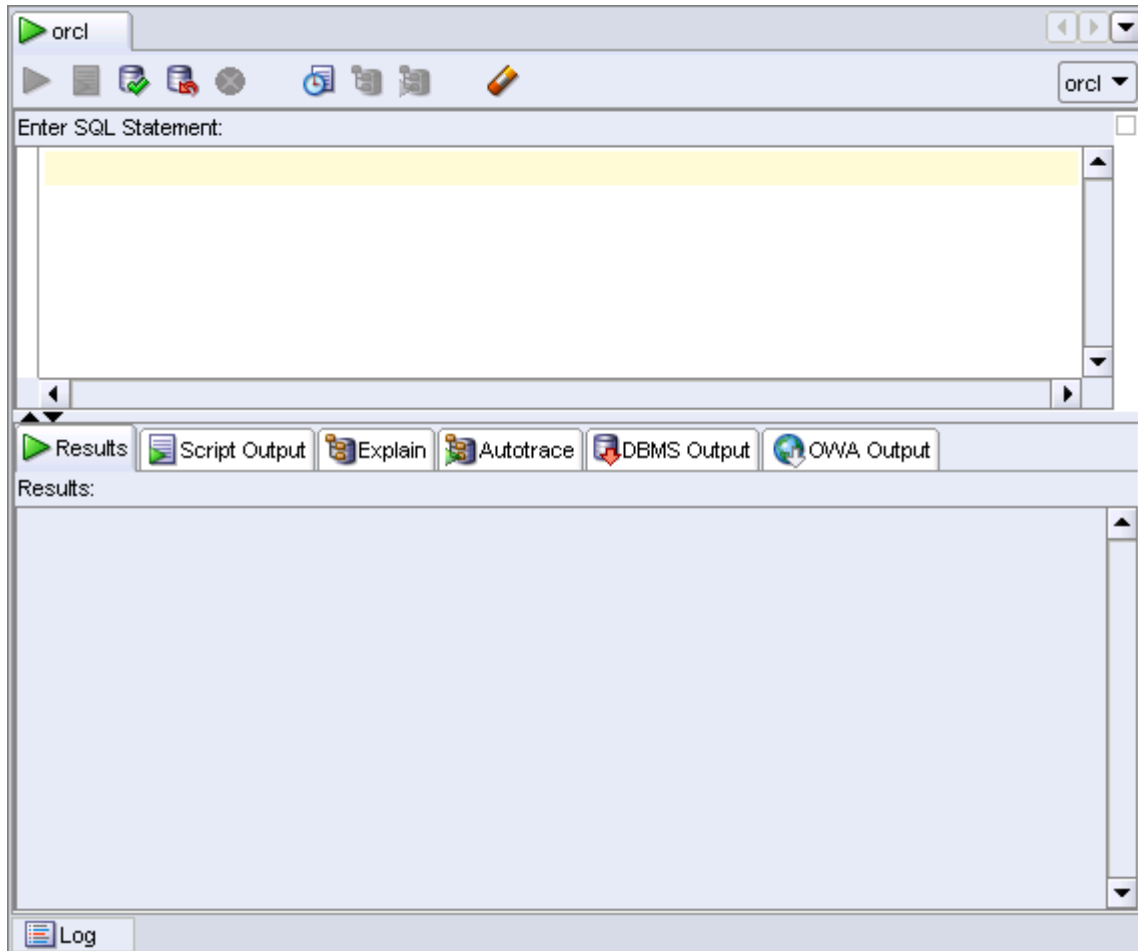 orcl
orcl
Enter SQL Statement:
Results Script Output Explain Autotrace DBMS Output OWA Output
Results:
Log